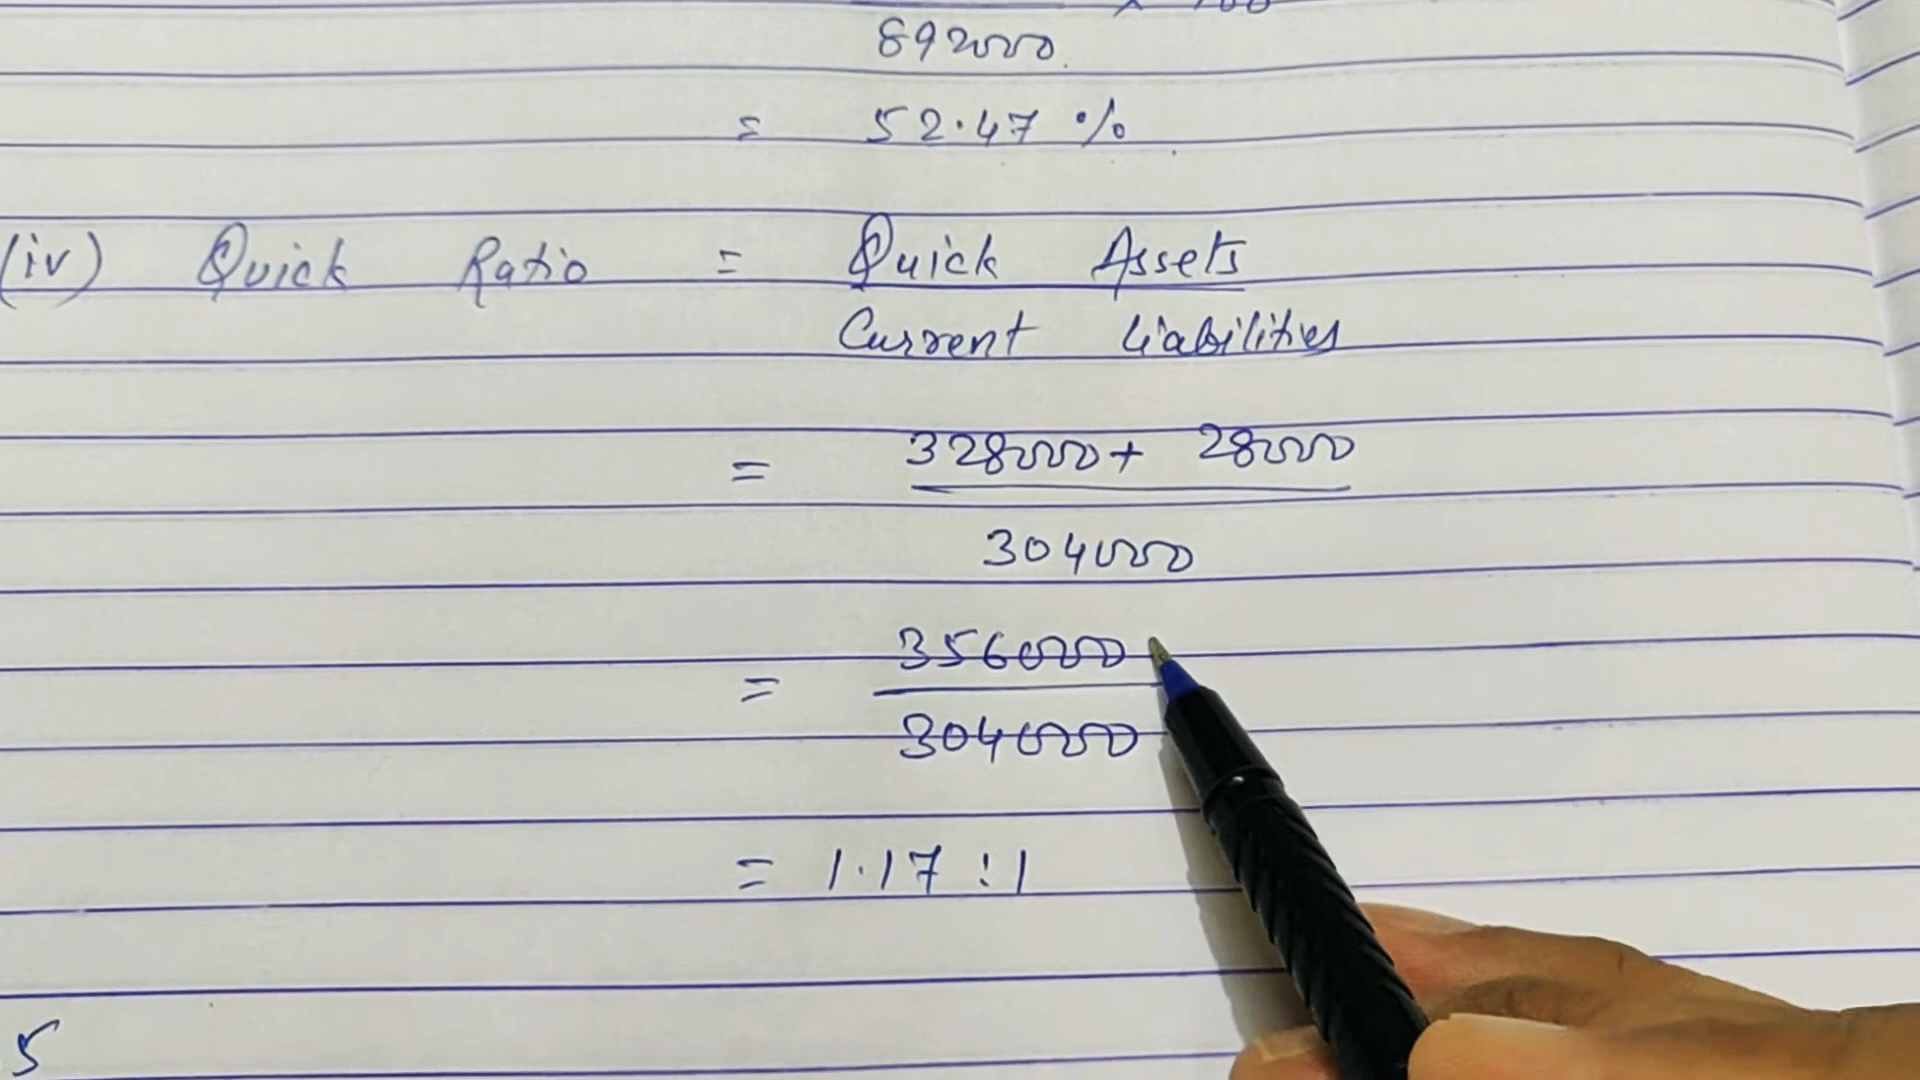 × 100
892000
= 52.47 %
(iv) Quick Ratio = Quick Assets
Current Liabilities
= 328000 + 28000
304000
= 356000
304000
= 1.17 : 1
5